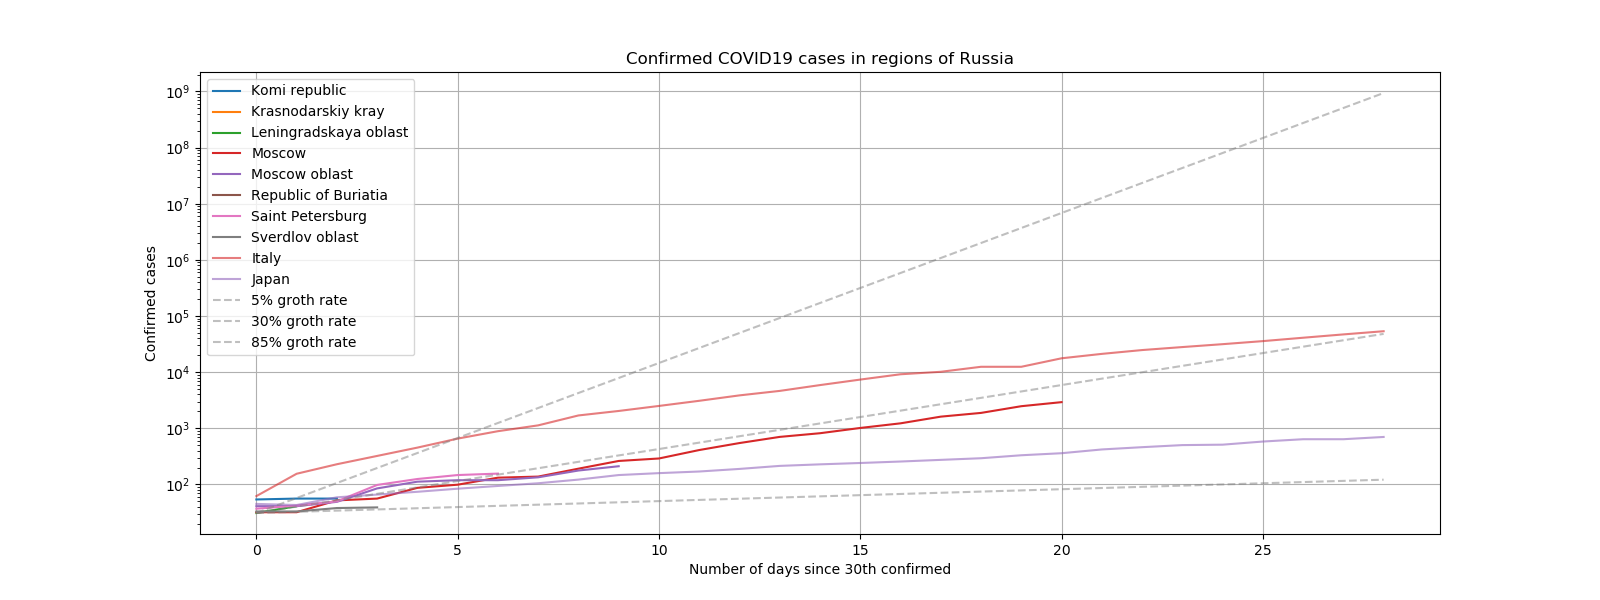 Confirmed COVID19 cases in regions of Russia
Confirmed cases
10⁹
10⁸
10⁷
10⁶
10⁵
10⁴
10³
10²
Komi republic
Krasnodarskiy kray
Leningradskaya oblast
Moscow
Moscow oblast
Republic of Buriatia
Saint Petersburg
Sverdlov oblast
Italy
Japan
5% groth rate
30% groth rate
85% groth rate
0 5 10 15 20 25
Number of days since 30th confirmed